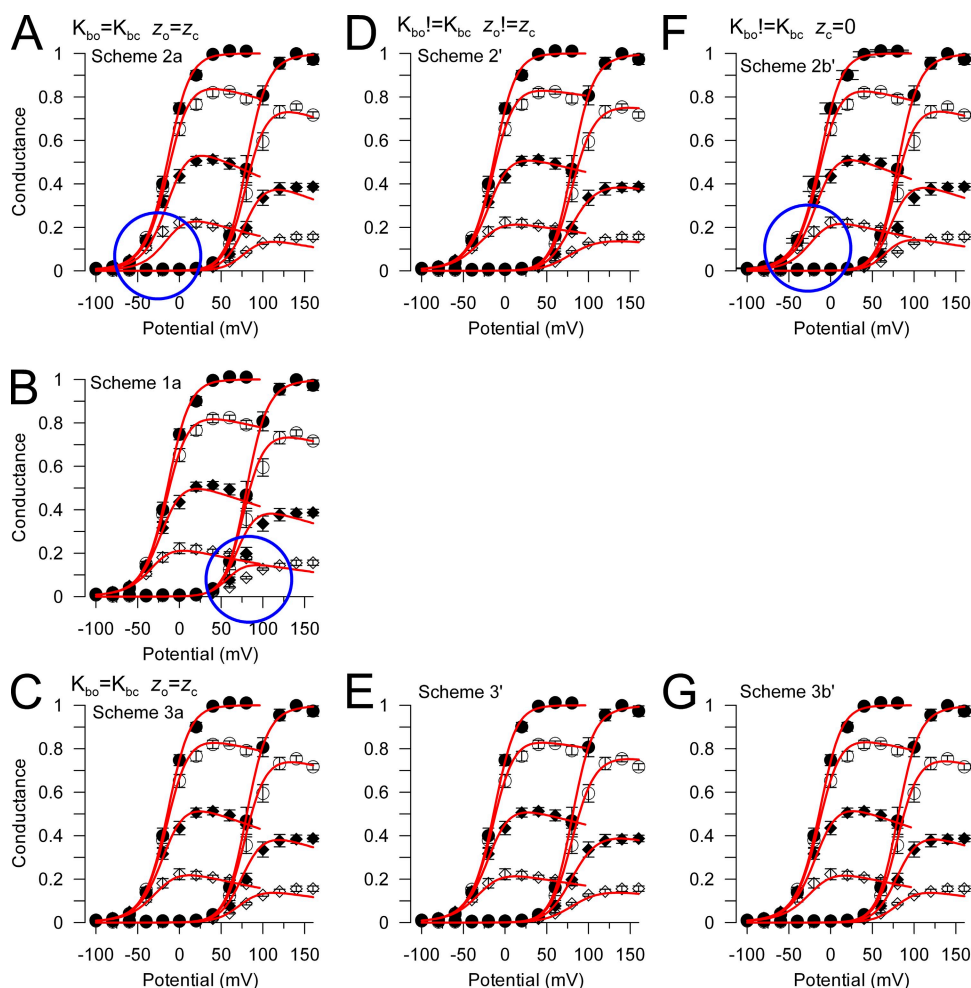 A
K_bo=K_bc z_o=z_c
Scheme 2a
1
0.8
0.6
0.4
0.2
0
Conductance
-100 -50 0 50 100 150
Potential (mV)
D
K_bo!=K_bc z_o!=z_c
Scheme 2'
1
0.8
0.6
0.4
0.2
0
-100 -50 0 50 100 150
Potential (mV)
F
K_bo!=K_bc z_c=0
Scheme 2b'
1
0.8
0.6
0.4
0.2
0
-100 -50 0 50 100 150
Potential (mV)
B
Scheme 1a
1
0.8
0.6
0.4
0.2
0
Conductance
-100 -50 0 50 100 150
Potential (mV)
C
K_bo=K_bc z_o=z_c
Scheme 3a
1
0.8
0.6
0.4
0.2
0
Conductance
-100 -50 0 50 100 150
Potential (mV)
E
Scheme 3'
1
0.8
0.6
0.4
0.2
0
-100 -50 0 50 100 150
Potential (mV)
G
Scheme 3b'
1
0.8
0.6
0.4
0.2
0
-100 -50 0 50 100 150
Potential (mV)